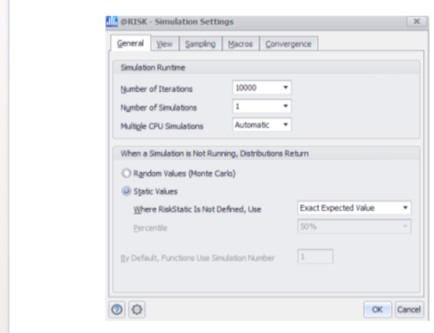 @RISK - Simulation Settings
General View Sampling Macros Convergence
Simulation Runtime
Number of Iterations 10000
Number of Simulations 1
Multiple CPU Simulations Automatic
When a Simulation is Not Running, Distributions Return
Random Values (Monte Carlo)
Static Values
Where RiskStatic Is Not Defined, Use Exact Expected Value
Percentile 50%
By Default, Functions Use Simulation Number 1
OK Cancel